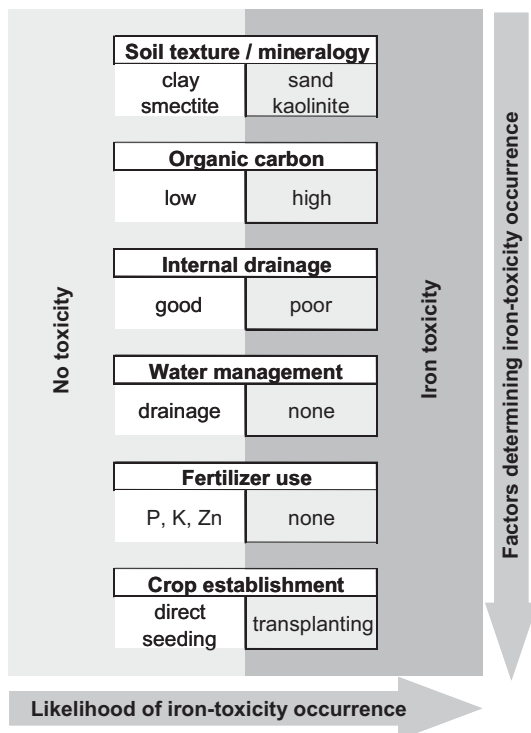 Soil texture / mineralogy
clay sand
smectite kaolinite
Organic carbon
low high
Internal drainage
good poor
Water management
drainage none
Fertilizer use
P, K, Zn none
Crop establishment
direct
seeding transplanting
No toxicity
Iron toxicity
Factors determining iron-toxicity occurrence
Likelihood of iron-toxicity occurrence